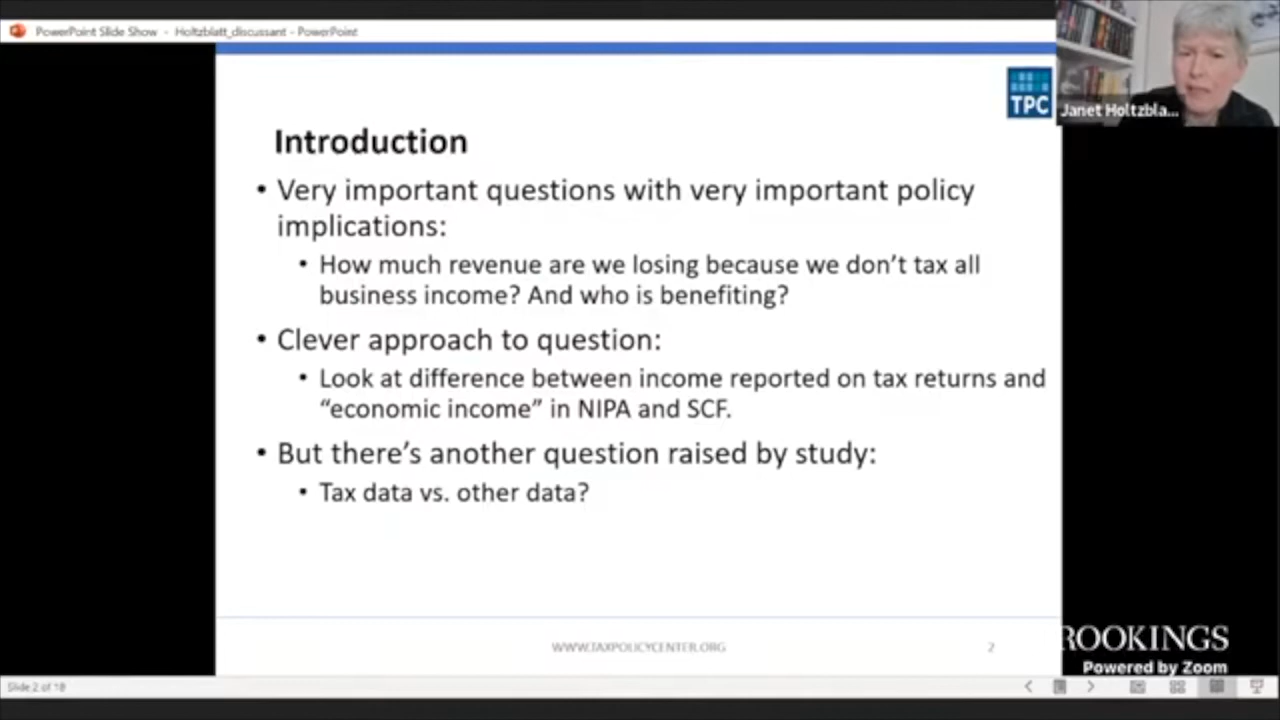 PowerPoint Slide Show - Holtzblatt_discussant - PowerPoint
TPC
Janet Holtzbla...
Introduction
• Very important questions with very important policy
implications:
• How much revenue are we losing because we don’t tax all
business income? And who is benefiting?
• Clever approach to question:
• Look at difference between income reported on tax returns and
“economic income” in NIPA and SCF.
• But there’s another question raised by study:
• Tax data vs. other data?
WWW.TAXPOLICYCENTER.ORG
2
ROOKINGS
Powered by Zoom
Slide 2 of 18